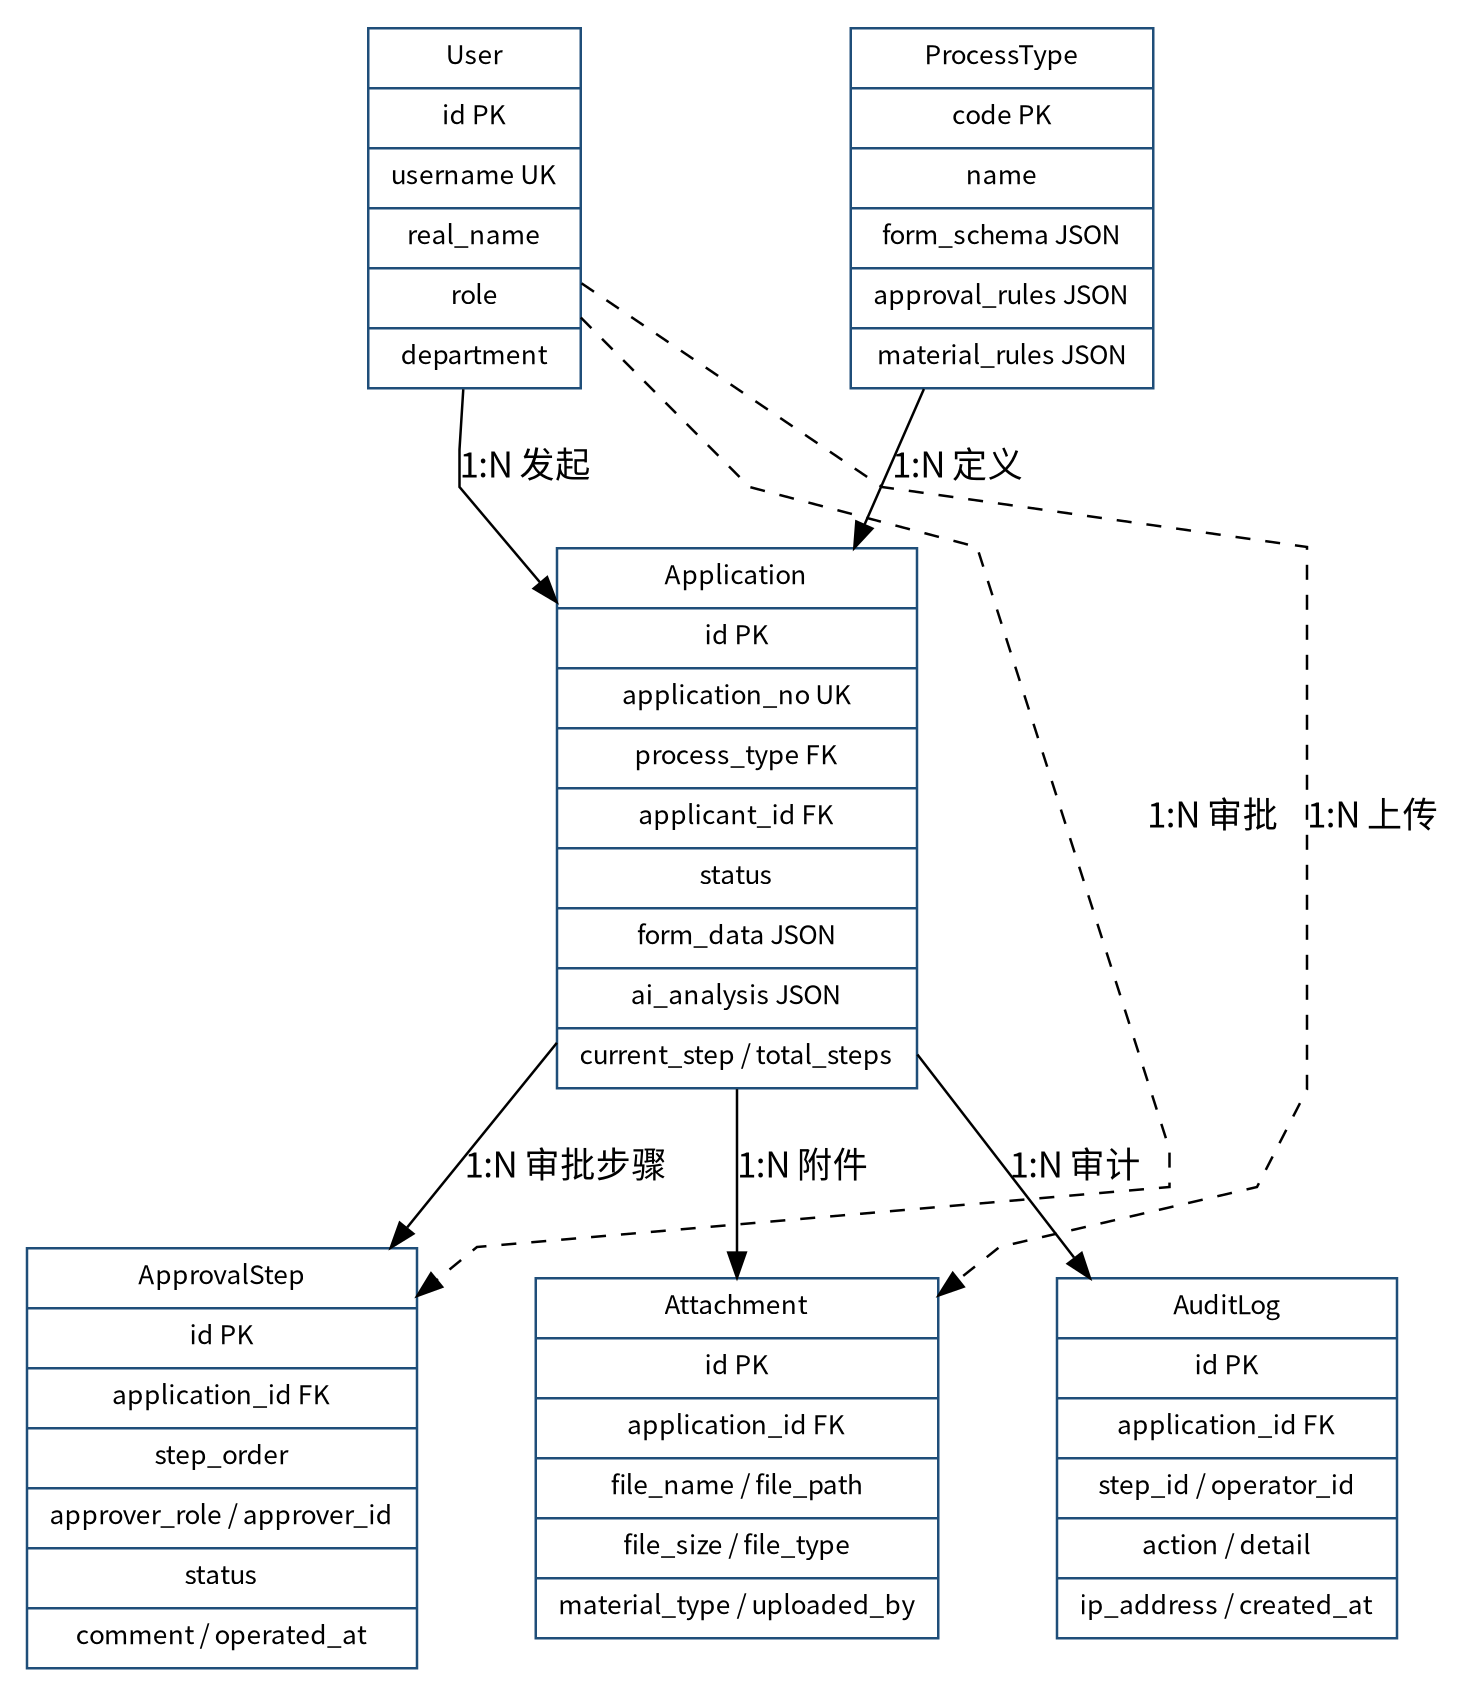 User
id PK
username UK
real_name
role
department
ProcessType
code PK
name
form_schema JSON
approval_rules JSON
material_rules JSON
1:N 发起
1:N 定义
Application
id PK
application_no UK
process_type FK
applicant_id FK
status
form_data JSON
ai_analysis JSON
current_step / total_steps
1:N 审批
1:N 上传
1:N 审批步骤
1:N 附件
1:N 审计
ApprovalStep
id PK
application_id FK
step_order
approver_role / approver_id
status
comment / operated_at
Attachment
id PK
application_id FK
file_name / file_path
file_size / file_type
material_type / uploaded_by
AuditLog
id PK
application_id FK
step_id / operator_id
action / detail
ip_address / created_at